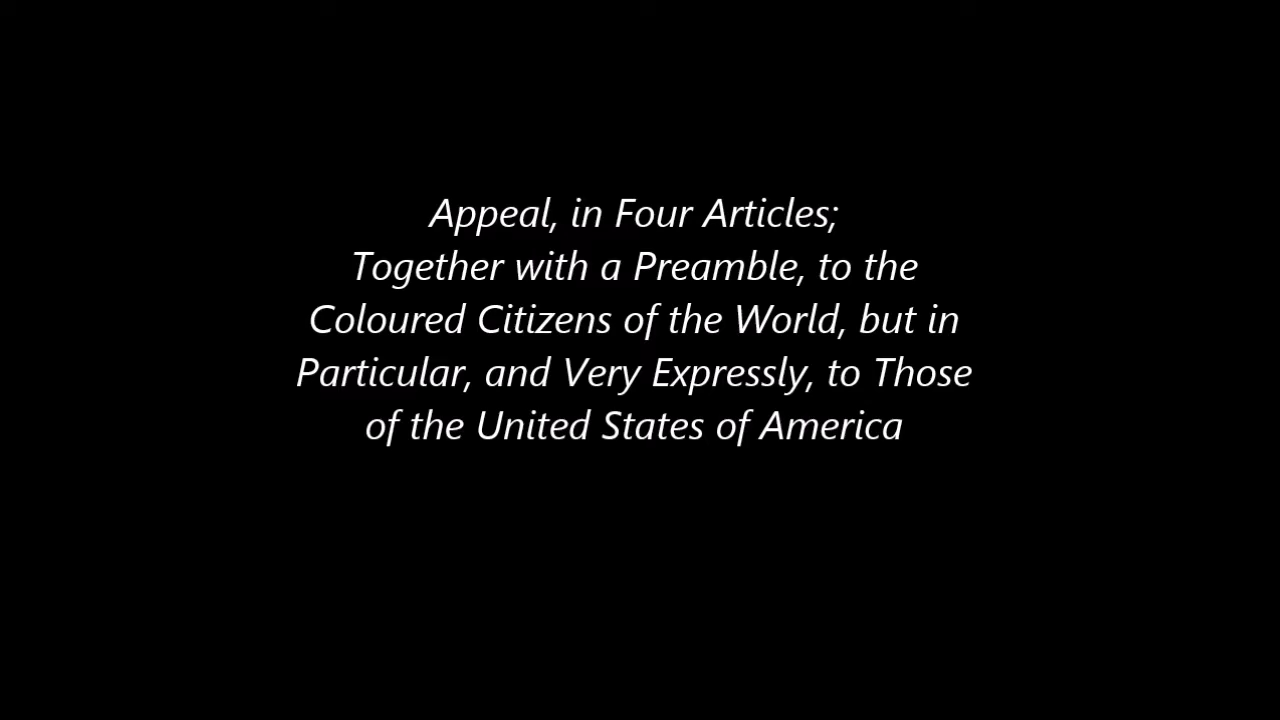 Appeal, in Four Articles;
Together with a Preamble, to the
Coloured Citizens of the World, but in
Particular, and Very Expressly, to Those
of the United States of America